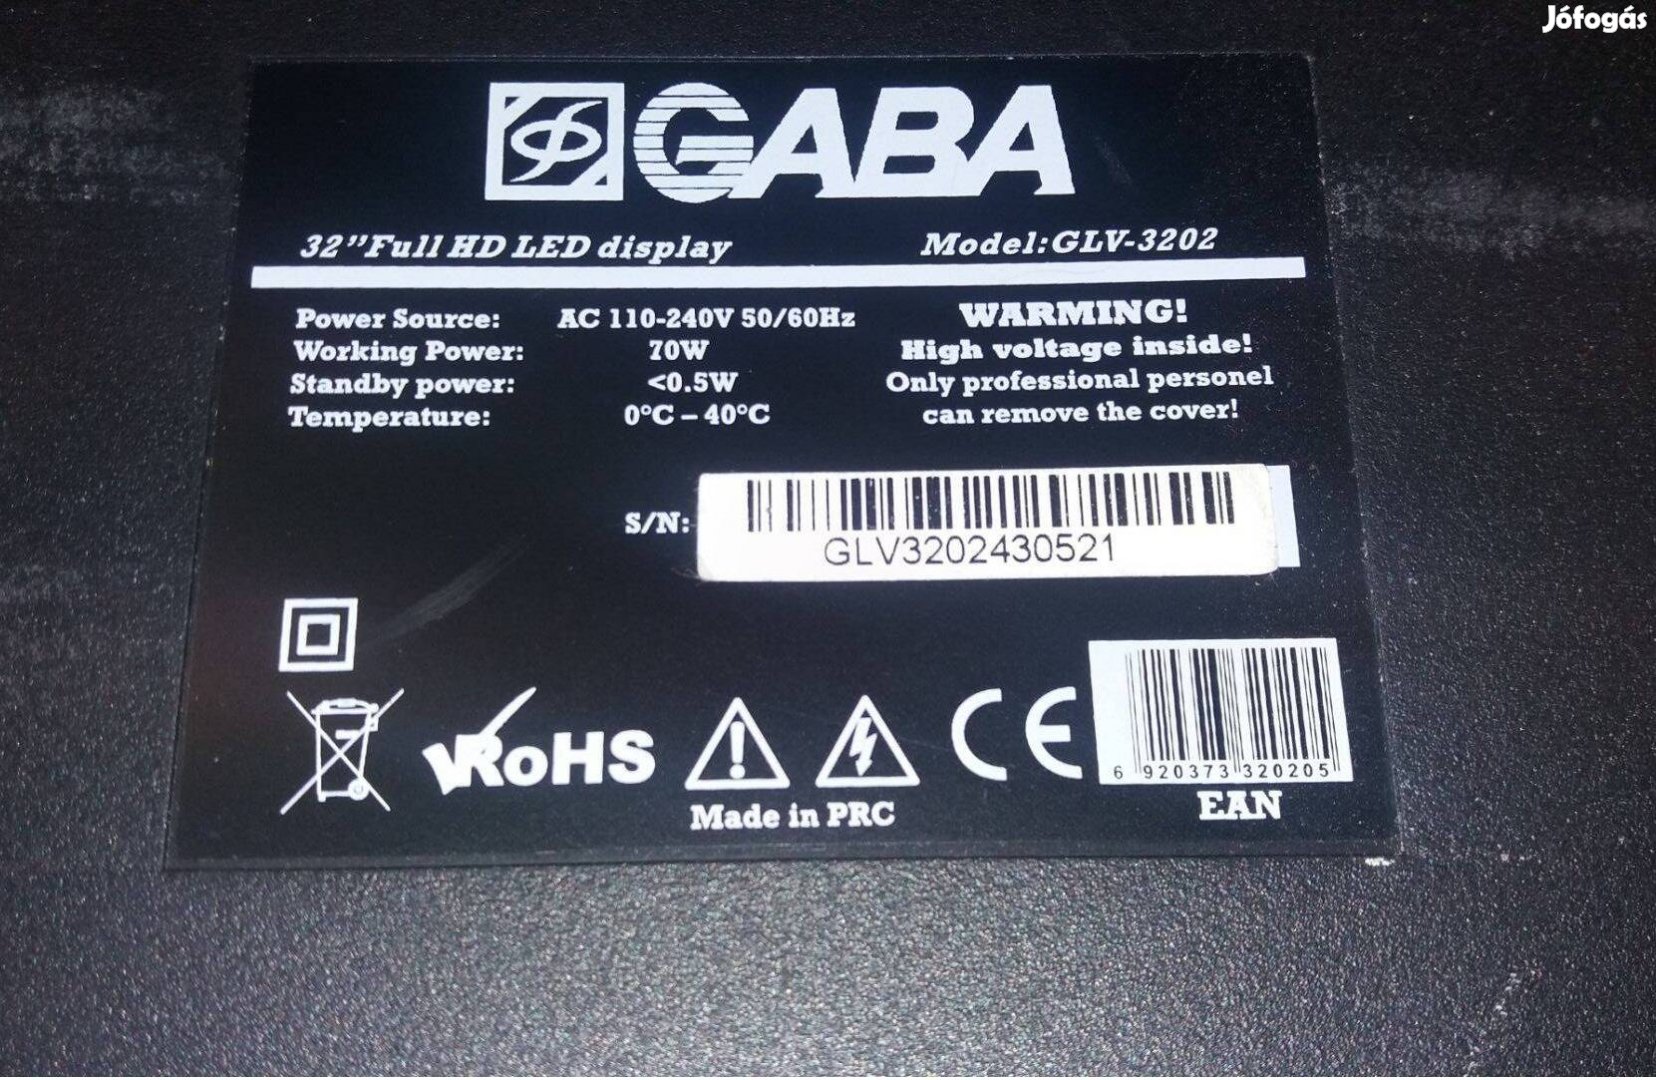 Jófogás
GABA
32”Full HD LED display
Model:GLV-3202
Power Source: AC 110-240V 50/60Hz
Working Power: 70W
Standby power: <0.5W
Temperature: 0°C – 40°C
WARMING!
High voltage inside!
Only professional personel
can remove the cover!
S/N:
GLV3202430521
RoHS
CE
Made in PRC
6 920373 320205
EAN